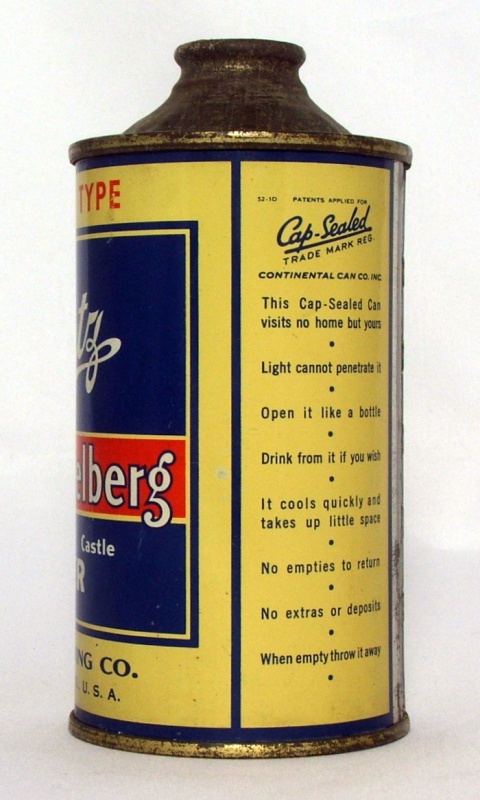 TYPE
tz
elberg
Castle
R
NG CO.
U. S. A.
52-1D PATENTS APPLIED FOR
Cap-Sealed
TRADE MARK REG.
CONTINENTAL CAN CO. INC.
This Cap-Sealed Can
visits no home but yours
•
Light cannot penetrate it
•
Open it like a bottle
•
Drink from it if you wish
•
It cools quickly and
takes up little space
•
No empties to return
•
No extras or deposits
•
When empty throw it away
•